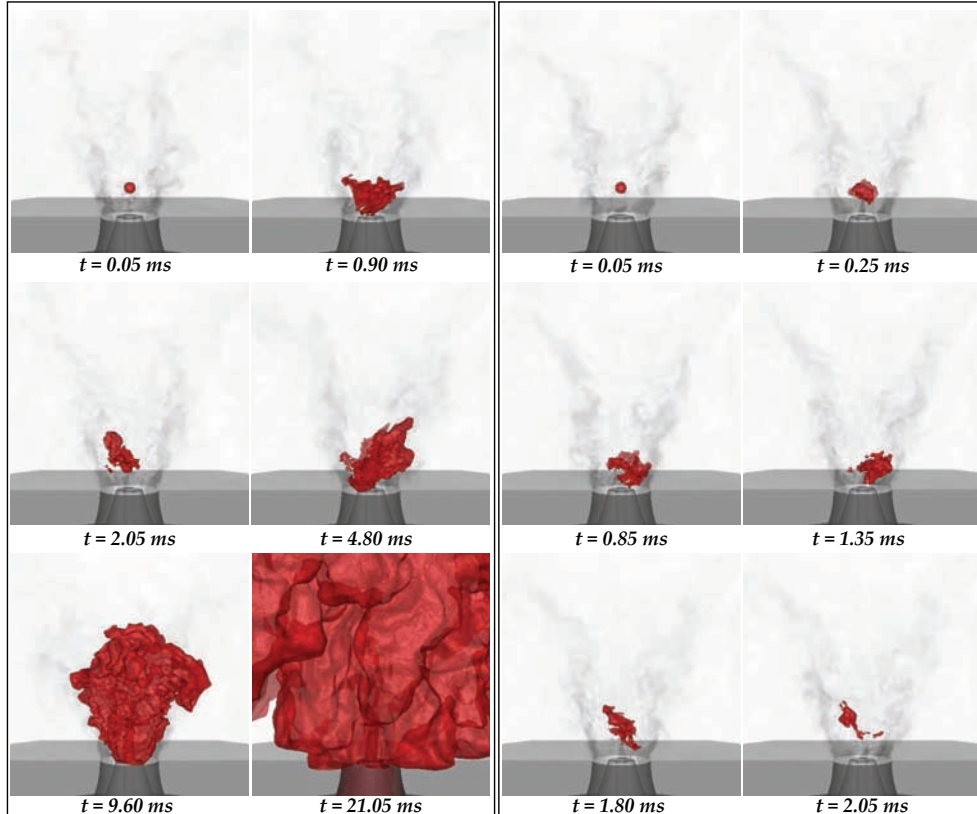 t = 0.05 ms
t = 0.90 ms
t = 2.05 ms
t = 4.80 ms
t = 9.60 ms
t = 21.05 ms
t = 0.05 ms
t = 0.25 ms
t = 0.85 ms
t = 1.35 ms
t = 1.80 ms
t = 2.05 ms